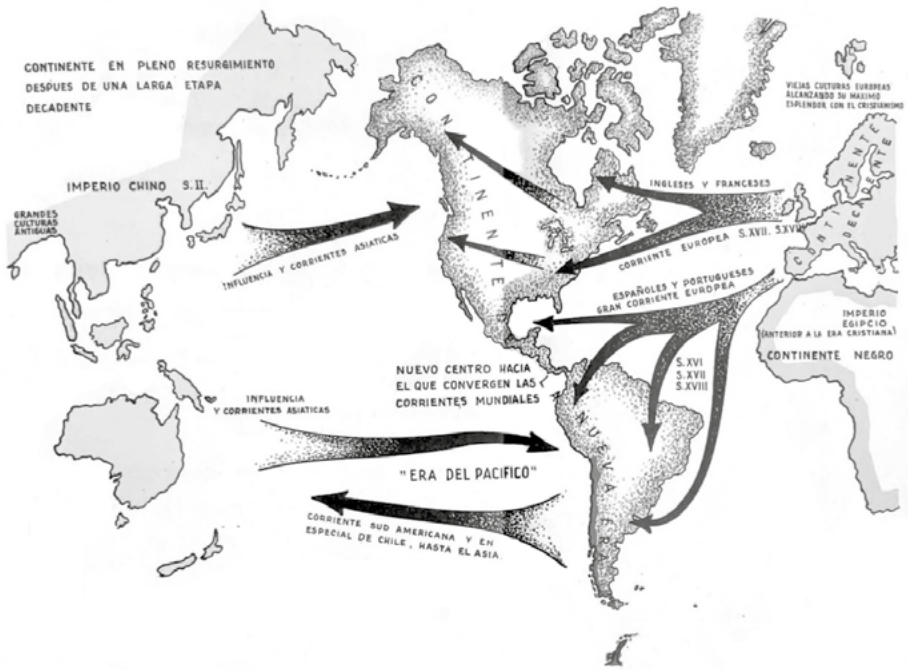 CONTINENTE EN PLENO RESURGIMIENTO
DESPUES DE UNA LARGA ETAPA
DECADENTE
VIEJAS CULTURAS EUROPEAS
ALCANZANDO SU MAXIMO
ESPLENDOR CON EL CRISTIANISMO
IMPERIO CHINO S.II.
GRANDES
CULTURAS
ANTIGUAS
INFLUENCIA Y CORRIENTES ASIATICAS
CONTINENTE
INGLESES Y FRANCESES
CORRIENTE EUROPEA S.XVII. S.XVIII
CONTINENTE
DECIDENTE
ESPAÑOLES Y PORTUGUESES
GRAN CORRIENTE EUROPEA
IMPERIO
EGIPCIO
(ANTERIOR A LA ERA CRISTIANA)
CONTINENTE NEGRO
S.XVI
S.XVII
S.XVIII
NUEVO CENTRO HACIA
EL QUE CONVERGEN LAS
CORRIENTES MUNDIALES
A NUEVA ERA
INFLUENCIA
Y CORRIENTES ASIATICAS
"ERA DEL PACIFICO"
CORRIENTE SUD AMERICANA Y EN
ESPECIAL DE CHILE, HASTA EL ASIA.